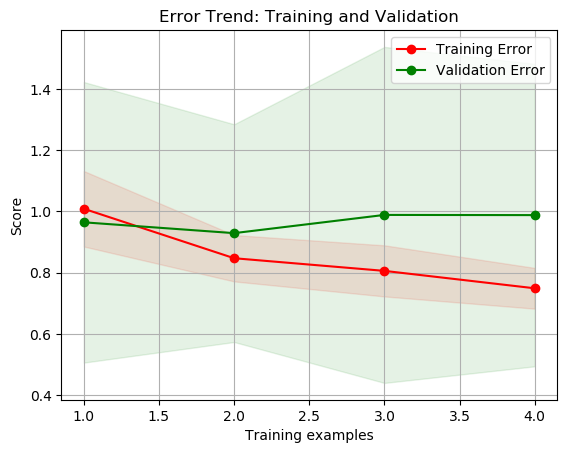 Error Trend: Training and Validation
Training Error
Validation Error
Score
1.4
1.2
1.0
0.8
0.6
0.4
1.0 1.5 2.0 2.5 3.0 3.5 4.0
Training examples